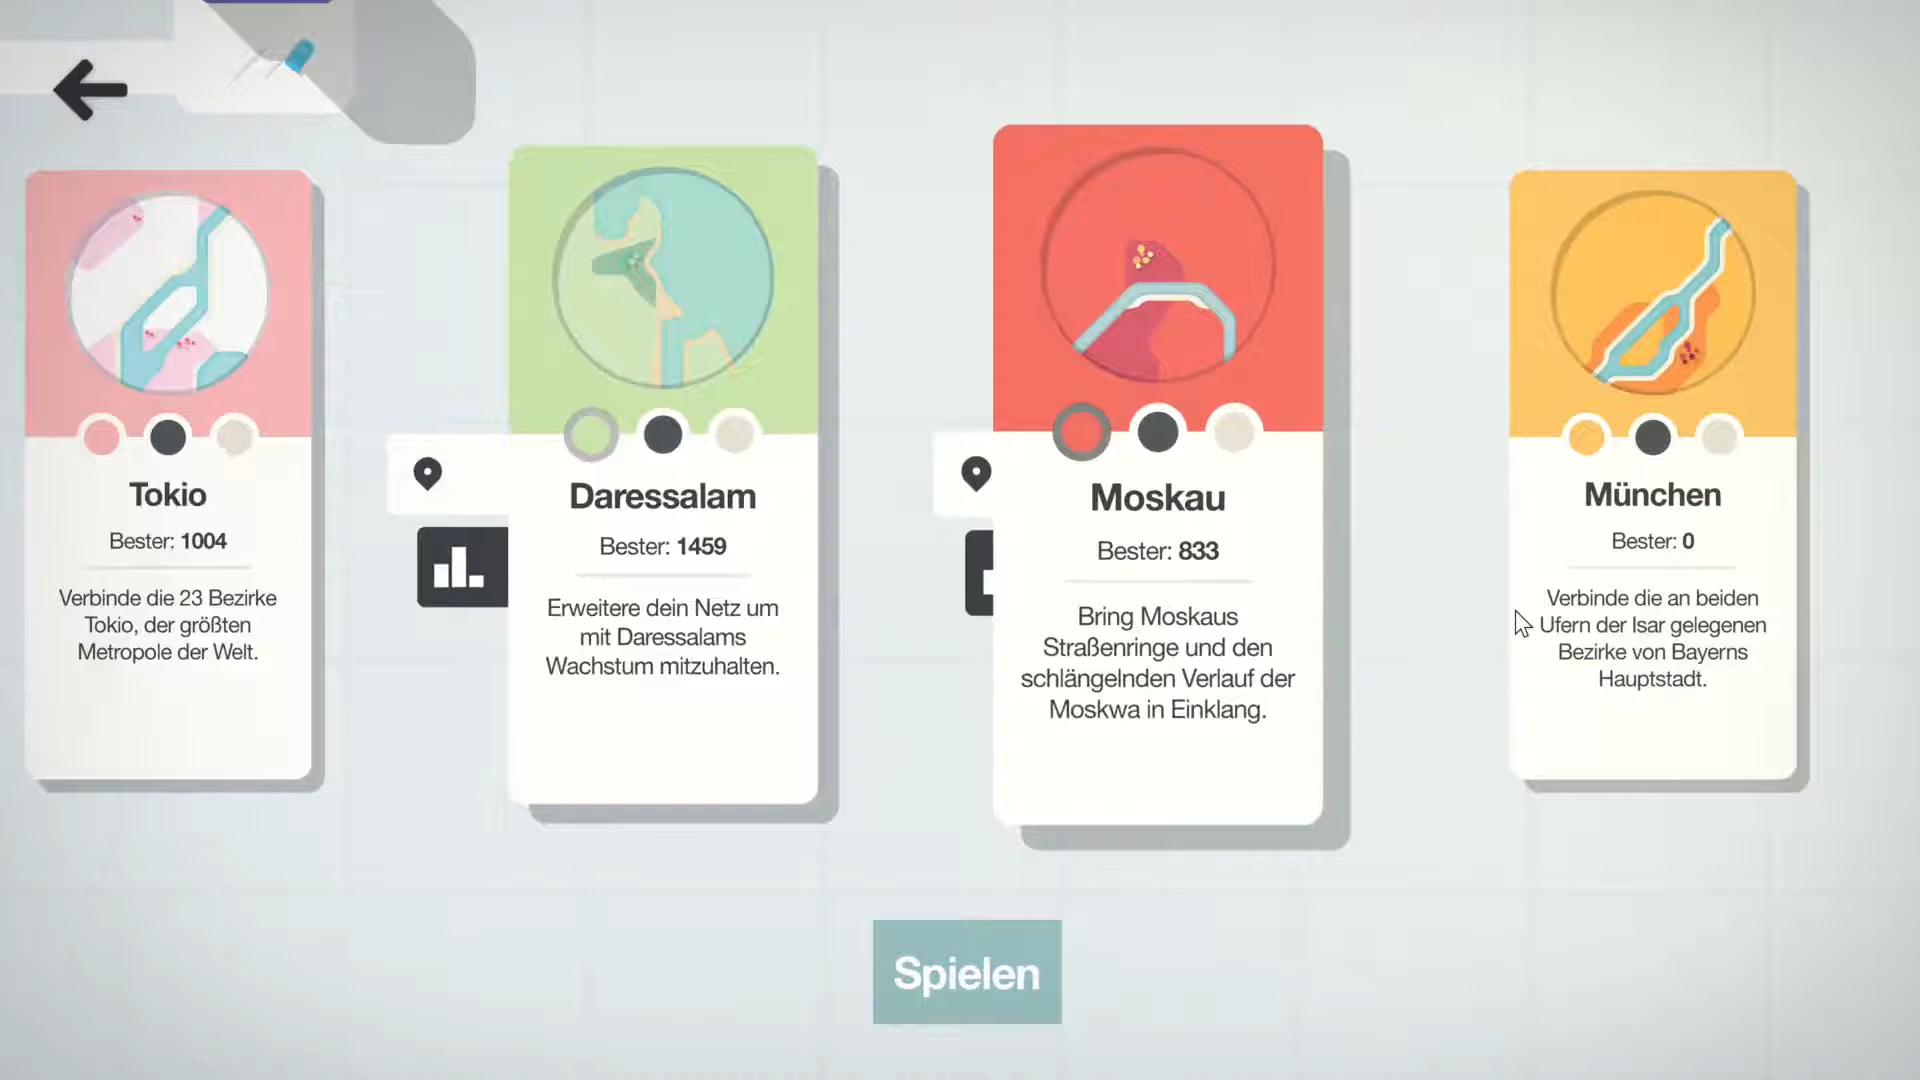 Tokio
Bester: 1004
Verbinde die 23 Bezirke
Tokio, der größten
Metropole der Welt.
Daressalam
Bester: 1459
Erweitere dein Netz um
mit Daressalams
Wachstum mitzuhalten.
Moskau
Bester: 833
Bring Moskaus
Straßenringe und den
schlängelnden Verlauf der
Moskwa in Einklang.
München
Bester: 0
Verbinde die an beiden
Ufern der Isar gelegenen
Bezirke von Bayerns
Hauptstadt.
Spielen